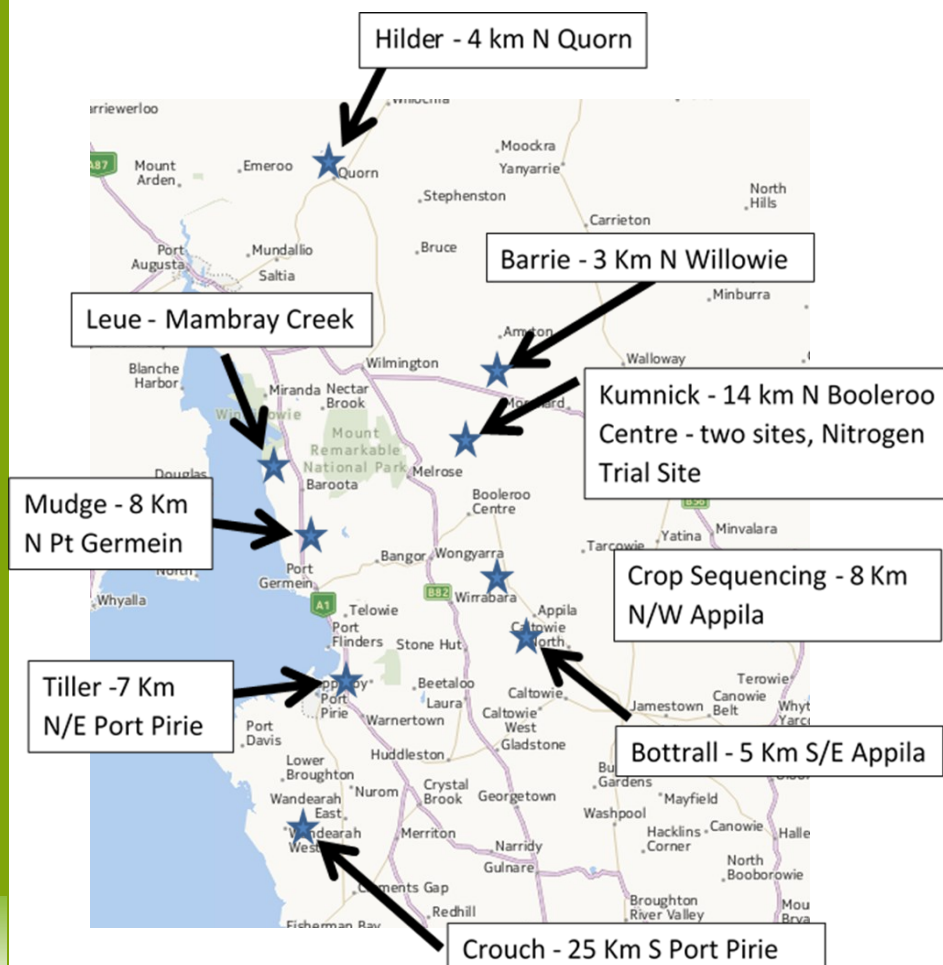 Hilder - 4 km N Quorn
Mount
Arden
Emeroo
Quorn
Moockra
Yanyarrie
North
Hills
Stephenston
Carrieton
A87
Port
Augusta
Mundallio
Saltia
Bruce
Barrie - 3 Km N Willowie
Minburra
Leue - Mambray Creek
Wilmington
Walloway
Blanche
Harbor
Miranda
Nectar
Brook
Kumnick - 14 km N Booleroo
Centre - two sites, Nitrogen
Trial Site
Mount
Remarkable
National Park
Melrose
Douglas
Baroota
Booleroo
Centre
Mudge - 8 Km
N Pt Germein
Tarcowie
Yatina
Minvalara
Bangor
Wongyarra
North
Port
Germein
Whyalla
A1
B82
Wirrabara
Crop Sequencing - 8 Km
N/W Appila
Telowie
Appila
Port
Flinders
Stone Hut
North
Tiller -7 Km
N/E Port Pirie
Port
Pirie
Beetaloo
Laura
Caltowie
Terowie
Canowie
Belt
Jamestown
Warnertown
Caltowie
West
Port
Davis
Gladstone
Bottrall - 5 Km S/E Appila
Huddleston
Lower
Broughton
Nurom
Crystal
Brook
Georgetown
Gardens
Mayfield
Wandearah
East
Washpool
Hacklins
Corner
Canowie
Merriton
Narridy
Gulnare
North
Booborowie
Redhill
Broughton
River Valley
Fisherman Bay
Crouch - 25 Km S Port Pirie